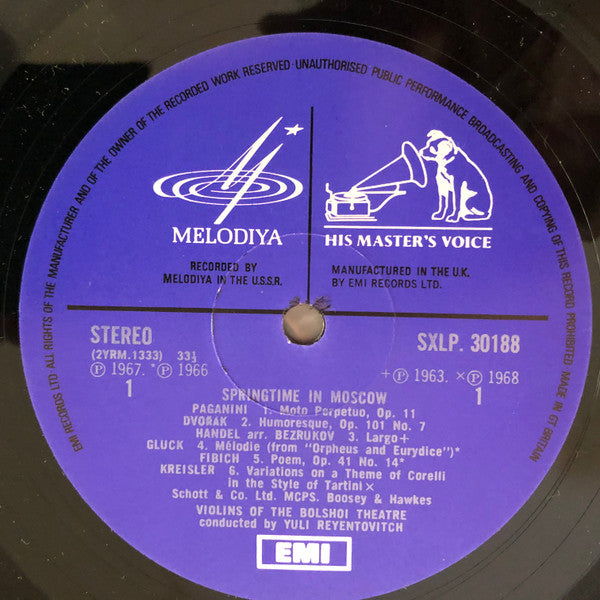 EMI RECORDS LTD ALL RIGHTS OF THE MANUFACTURER AND OF THE OWNER OF THE RECORDED WORK RESERVED · UNAUTHORISED PUBLIC PERFORMANCE BROADCASTING AND COPYING OF THIS RECORD PROHIBITED MADE IN GT BRITAIN
MELODIYA
HIS MASTER'S VOICE
RECORDED BY
MELODIYA IN THE U.S.S.R.
MANUFACTURED IN THE U.K.
BY EMI RECORDS LTD.
STEREO
SXLP. 30188
(2YRM.1333) 33⅓
Ⓟ 1967. *Ⓟ 1966
+Ⓟ 1963. ×Ⓟ 1968
1
1
SPRINGTIME IN MOSCOW
PAGANINI 1. Moto Perpetuo, Op. 11
DVOŘAK 2. Humoresque, Op. 101 No. 7
HANDEL arr. BEZRUKOV 3. Largo+
GLUCK 4. Mélodie (from "Orpheus and Eurydice")*
FIBICH 5. Poem, Op. 41 No. 14*
KREISLER 6. Variations on a Theme of Corelli
in the Style of Tartini×
Schott & Co. Ltd. MCPS. Boosey & Hawkes
VIOLINS OF THE BOLSHOI THEATRE
conducted by YULI REYENTOVITCH
EMI